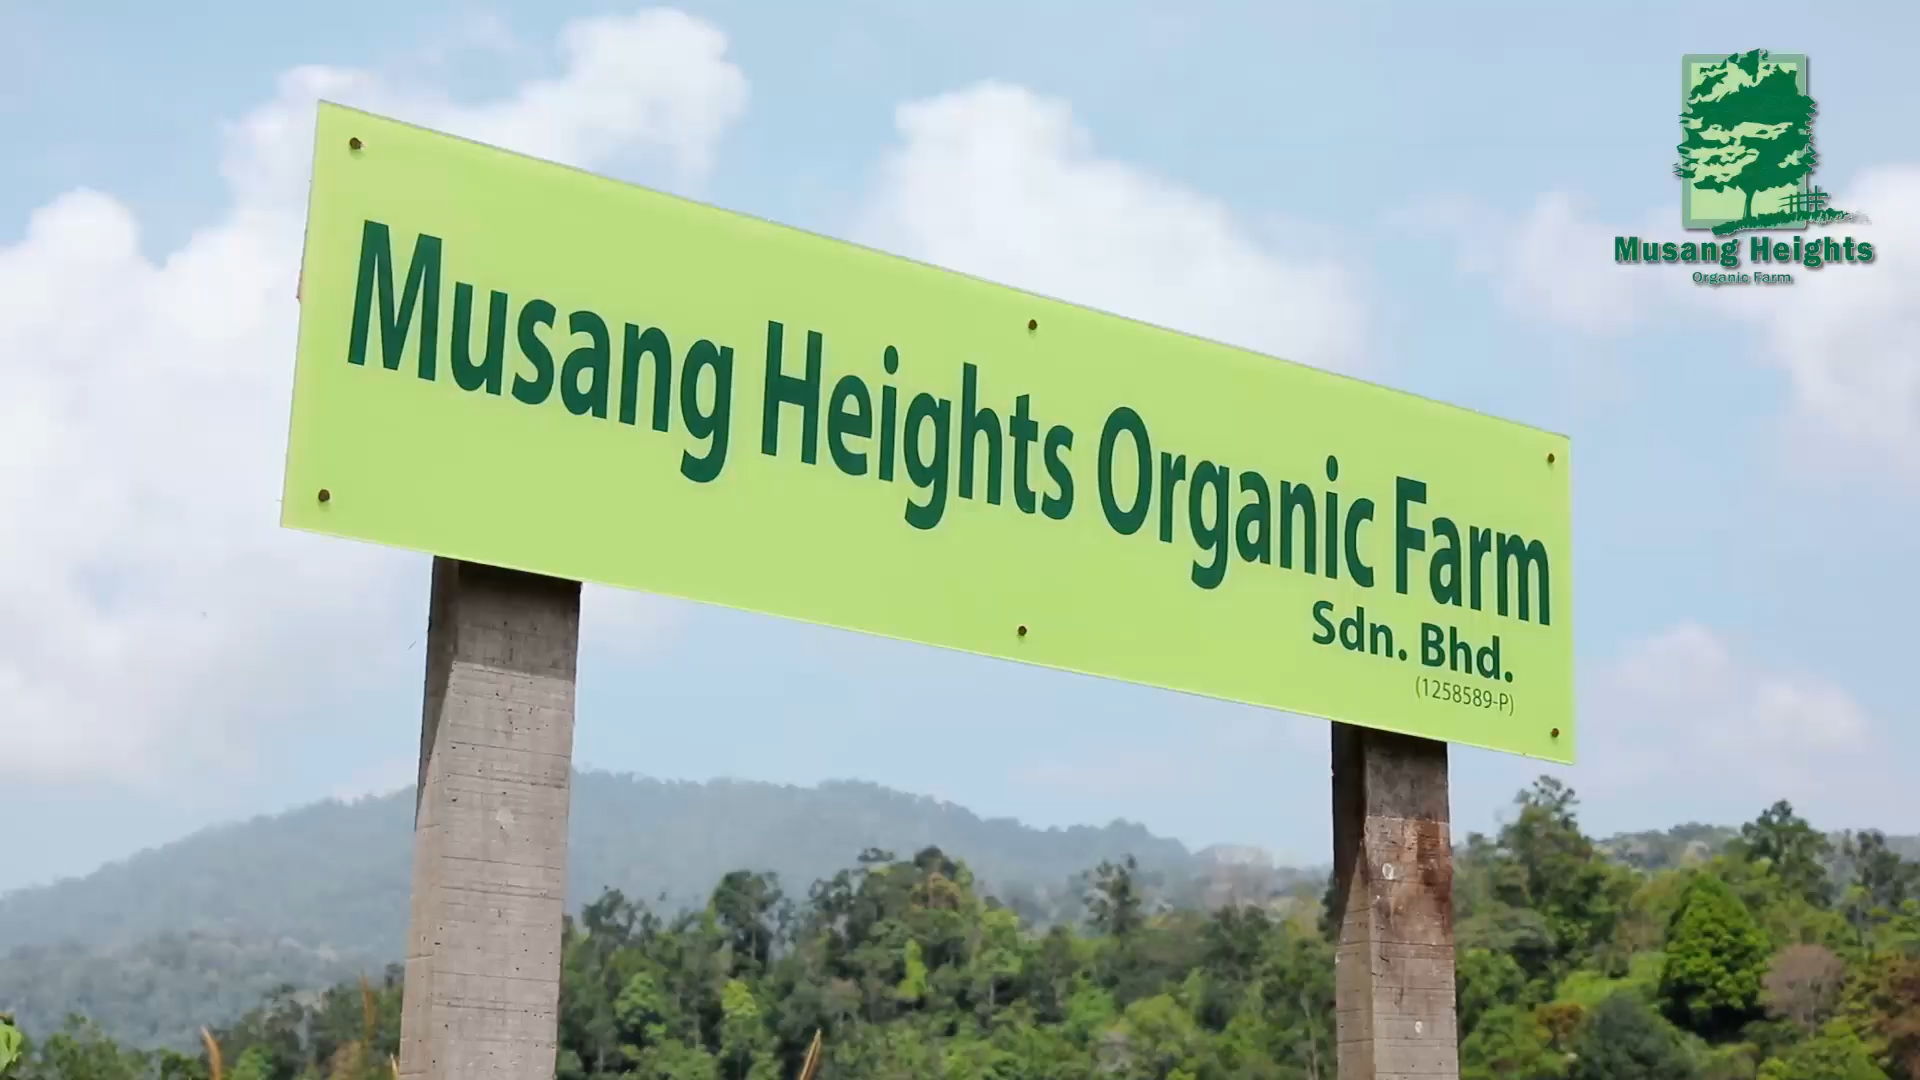 Musang Heights Organic Farm
Sdn. Bhd.
(1258589-P)
Musang Heights
Organic Farm